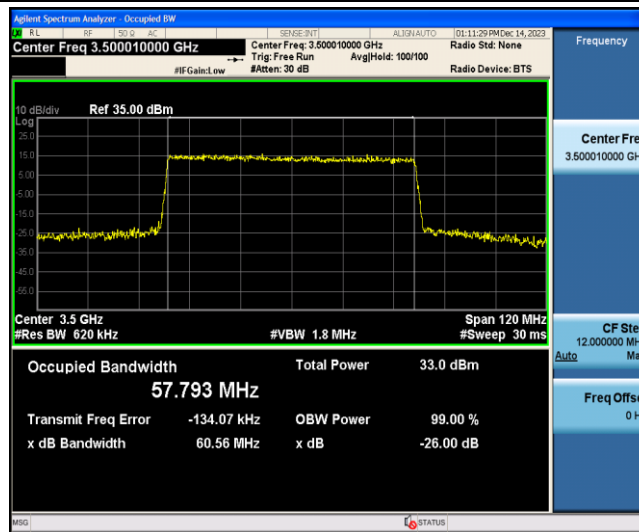 Agilent Spectrum Analyzer - Occupied BW
RL RF 50 Ω AC SENSE:INT ALIGNAUTO 01:11:29 PM Dec 14, 2023
Center Freq 3.500010000 GHz
Center Freq: 3.500010000 GHz
Radio Std: None
Trig: Free Run Avg|Hold: 100/100
#IFGain:Low #Atten: 30 dB Radio Device: BTS
10 dB/div Ref 35.00 dBm
Log
25.0
15.0
5.00
-5.00
-15.0
-25.0
-35.0
-45.0
-55.0
Center 3.5 GHz Span 120 MHz
#Res BW 620 kHz #VBW 1.8 MHz #Sweep 30 ms
Occupied Bandwidth Total Power 33.0 dBm
57.793 MHz
Transmit Freq Error -134.07 kHz OBW Power 99.00 %
x dB Bandwidth 60.56 MHz x dB -26.00 dB
MSG STATUS
Frequency
Center Fre
3.500010000 GH
CF Ste
12.000000 MH
Auto Ma
Freq Offse
0 H